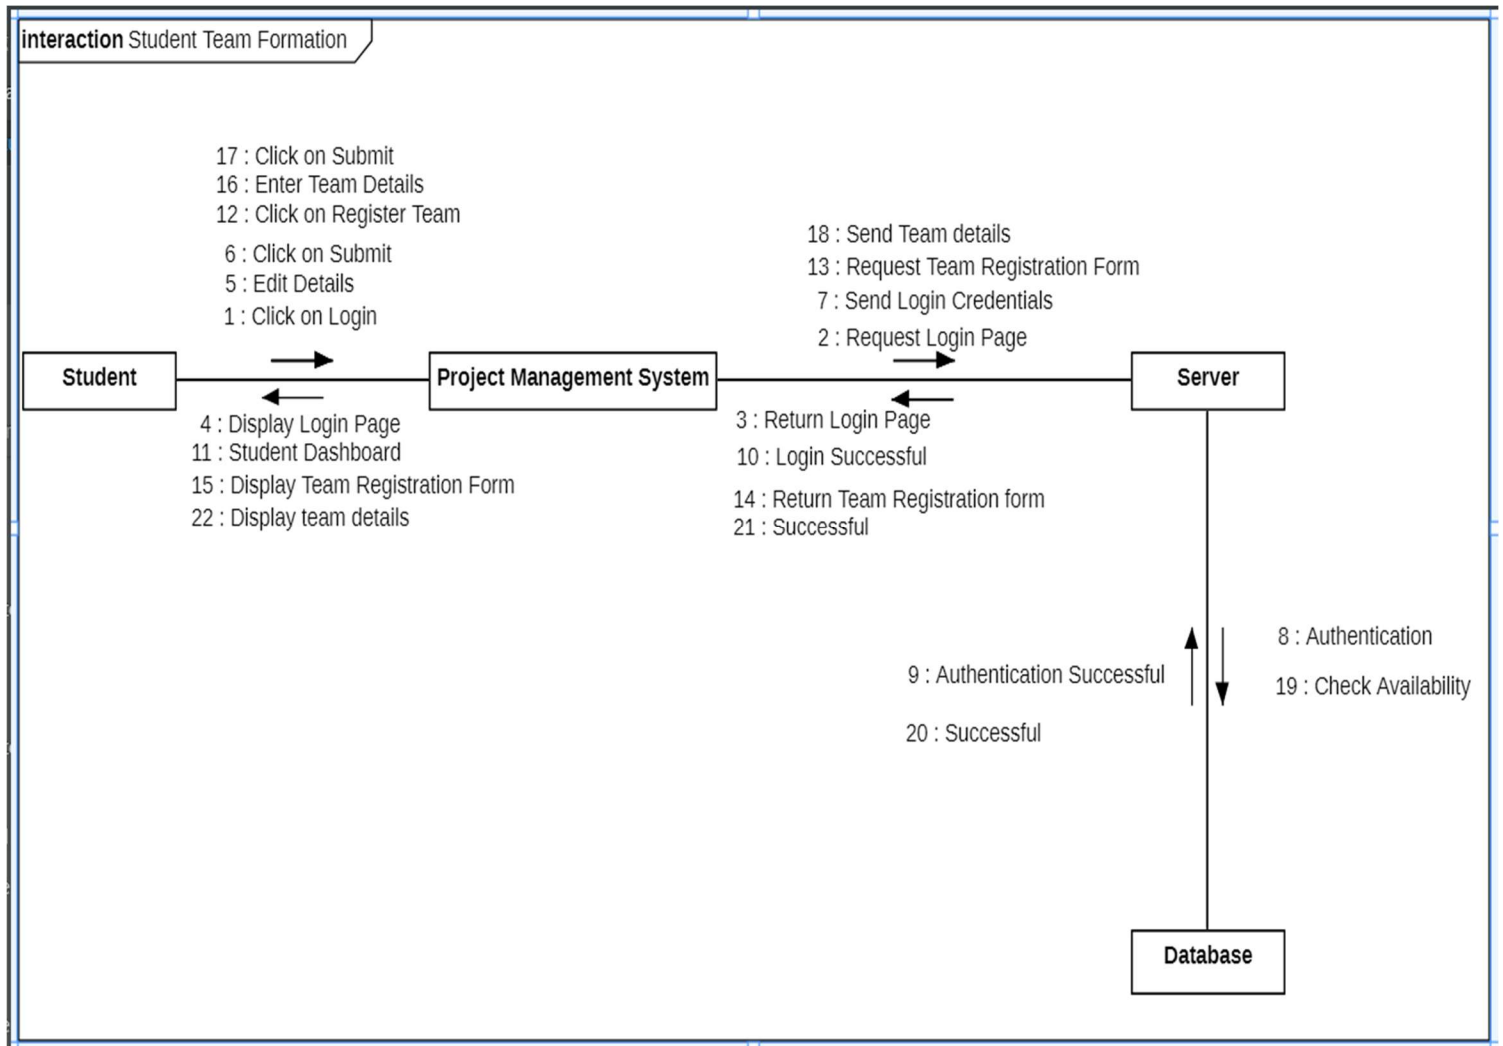 interaction Student Team Formation
17 : Click on Submit
16 : Enter Team Details
12 : Click on Register Team
6 : Click on Submit
5 : Edit Details
1 : Click on Login
18 : Send Team details
13 : Request Team Registration Form
7 : Send Login Credentials
2 : Request Login Page
Student
Project Management System
Server
4 : Display Login Page
11 : Student Dashboard
15 : Display Team Registration Form
22 : Display team details
3 : Return Login Page
10 : Login Successful
14 : Return Team Registration form
21 : Successful
8 : Authentication
19 : Check Availability
9 : Authentication Successful
20 : Successful
Database